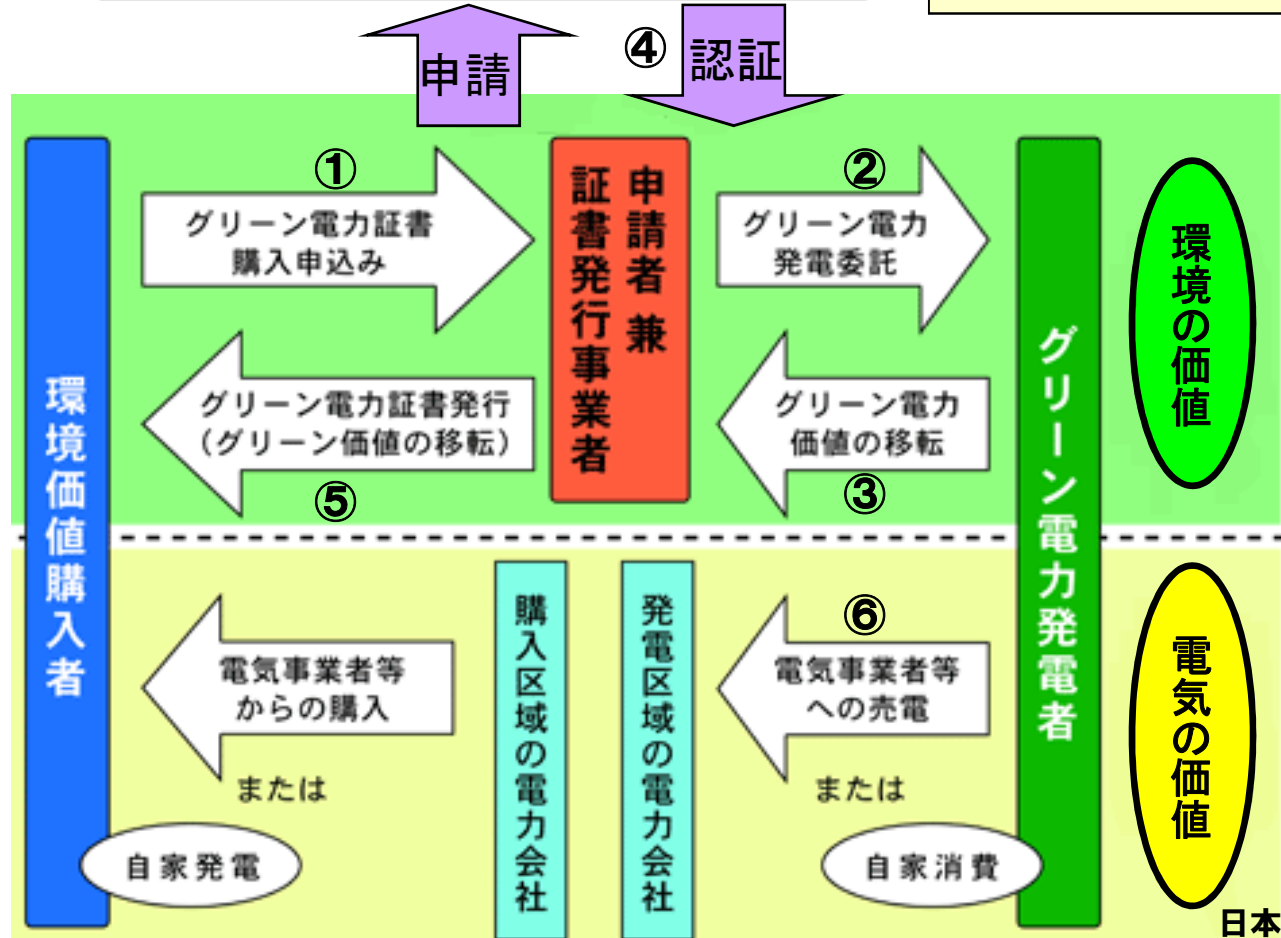 申請
④
認証
①
グリーン電力証書
購入申込み
②
グリーン電力
発電委託
申請者 兼
証書発行事業者
グリーン電力証書発行
（グリーン価値の移転）
⑤
グリーン電力
価値の移転
③
環境価値購入者
グリーン電力発電者
環境の価値
電気事業者等
からの購入
または
自家発電
購入区域の電力会社
発電区域の電力会社
⑥
電気事業者等
への売電
または
自家消費
電気の価値
日本